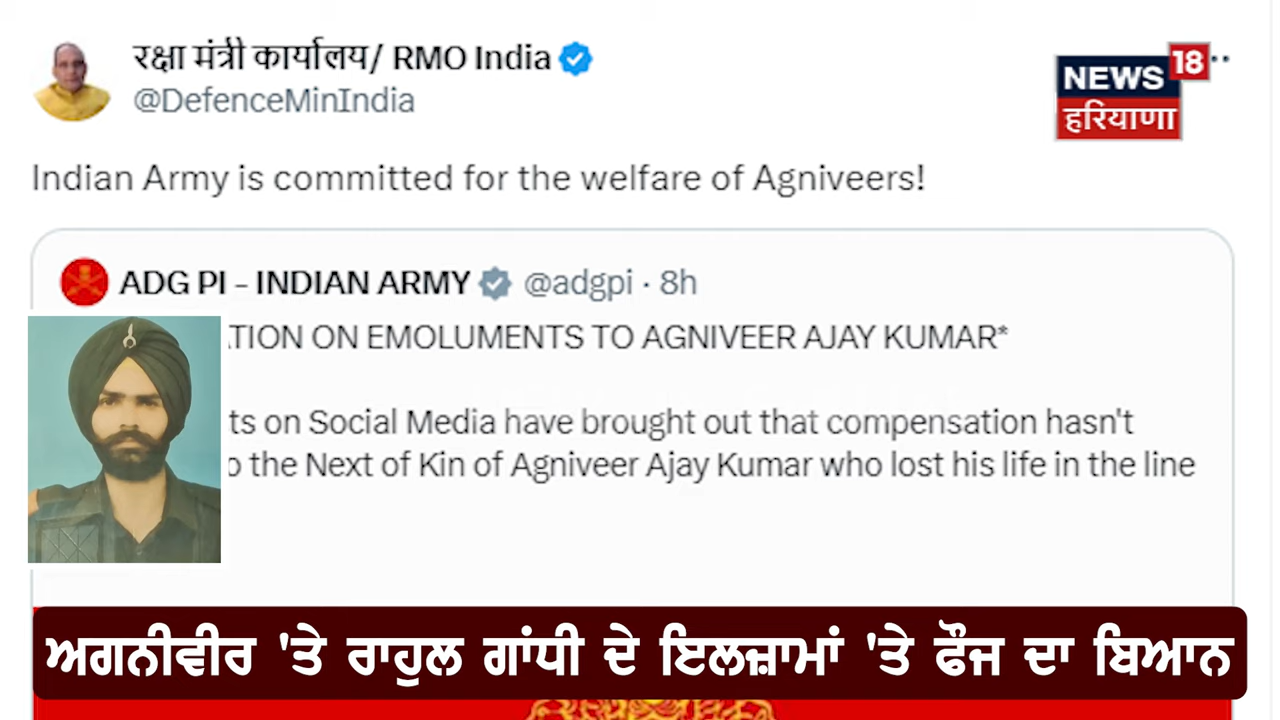 रक्षा मंत्री कार्यालय/ RMO India
@DefenceMinIndia
NEWS 18
हरियाणा
Indian Army is committed for the welfare of Agniveers!
ADG PI - INDIAN ARMY @adgpi · 8h
TION ON EMOLUMENTS TO AGNIVEER AJAY KUMAR*
ts on Social Media have brought out that compensation hasn't
o the Next of Kin of Agniveer Ajay Kumar who lost his life in the line
ਅਗਨੀਵੀਰ 'ਤੇ ਰਾਹੁਲ ਗਾਂਧੀ ਦੇ ਇਲਜ਼ਾਮਾਂ 'ਤੇ ਫੌਜ ਦਾ ਬਿਆਨ